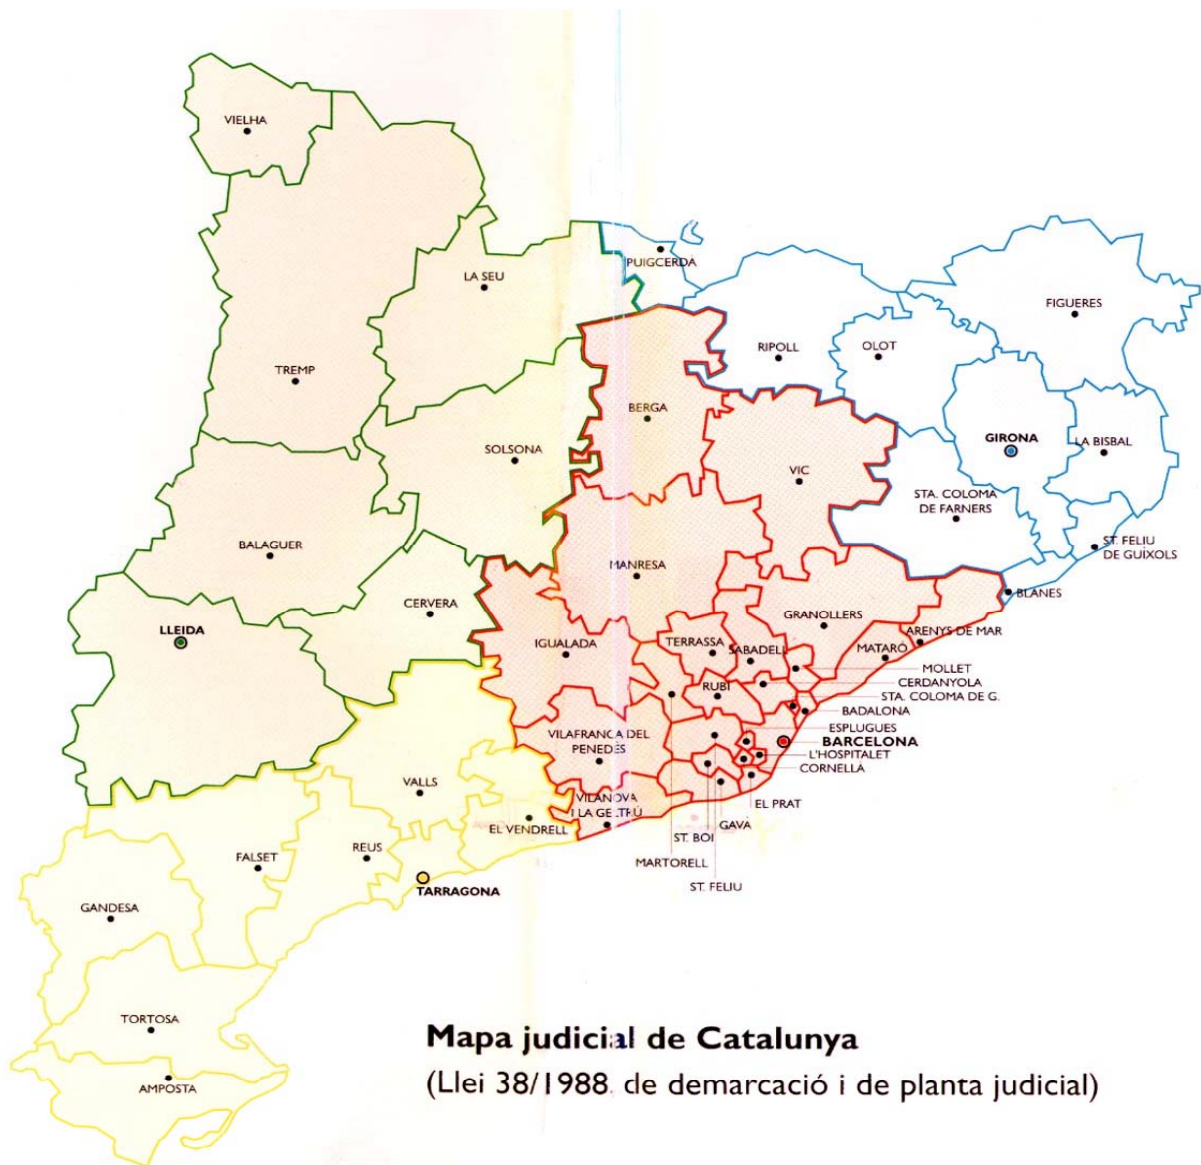 VIELHA
LA SEU
PUIGCERDÀ
FIGUERES
RIPOLL
OLOT
TREMP
BERGA
GIRONA
LA BISBAL
SOLSONA
VIC
STA. COLOMA
DE FARNERS
BALAGUER
ST. FELIU
DE GUÍXOLS
MANRESA
BLANES
CERVERA
GRANOLLERS
LLEIDA
ARENYS DE MAR
IGUALADA
TERRASSA
SABADELL
MATARÓ
MOLLET
CERDANYOLA
RUBÍ
STA. COLOMA DE G.
BADALONA
ESPLUGUES
VILAFRANCA DEL
PENEDÈS
BARCELONA
L'HOSPITALET
CORNELLÀ
VALLS
VILANOVA
I LA GELTRÚ
EL PRAT
EL VENDRELL
GAVÀ
ST. BOI
REUS
FALSET
MARTORELL
TARRAGONA
ST. FELIU
GANDESA
TORTOSA
AMPOSTA
Mapa judicial de Catalunya
(Llei 38/1988, de demarcació i de planta judicial)